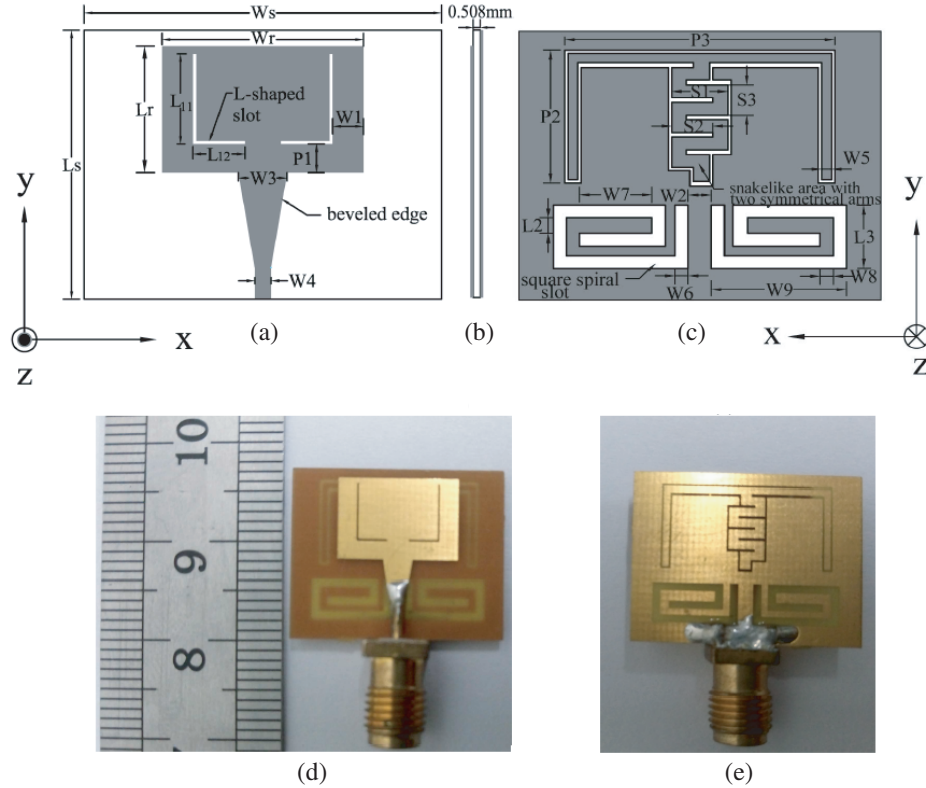 Ws
0.508mm
Wr
P3
L11
L-shaped
slot
Lr
W1
L12
P1
W3
Ls
beveled edge
W4
S1
S3
S2
P2
W5
snakelike area with
two symmetrical arms
W7
W2
L2
L3
square spiral
slot
W6
W8
W9
y
x
z
y
x
z
(a)
(b)
(c)
10
9
8
(d)
(e)